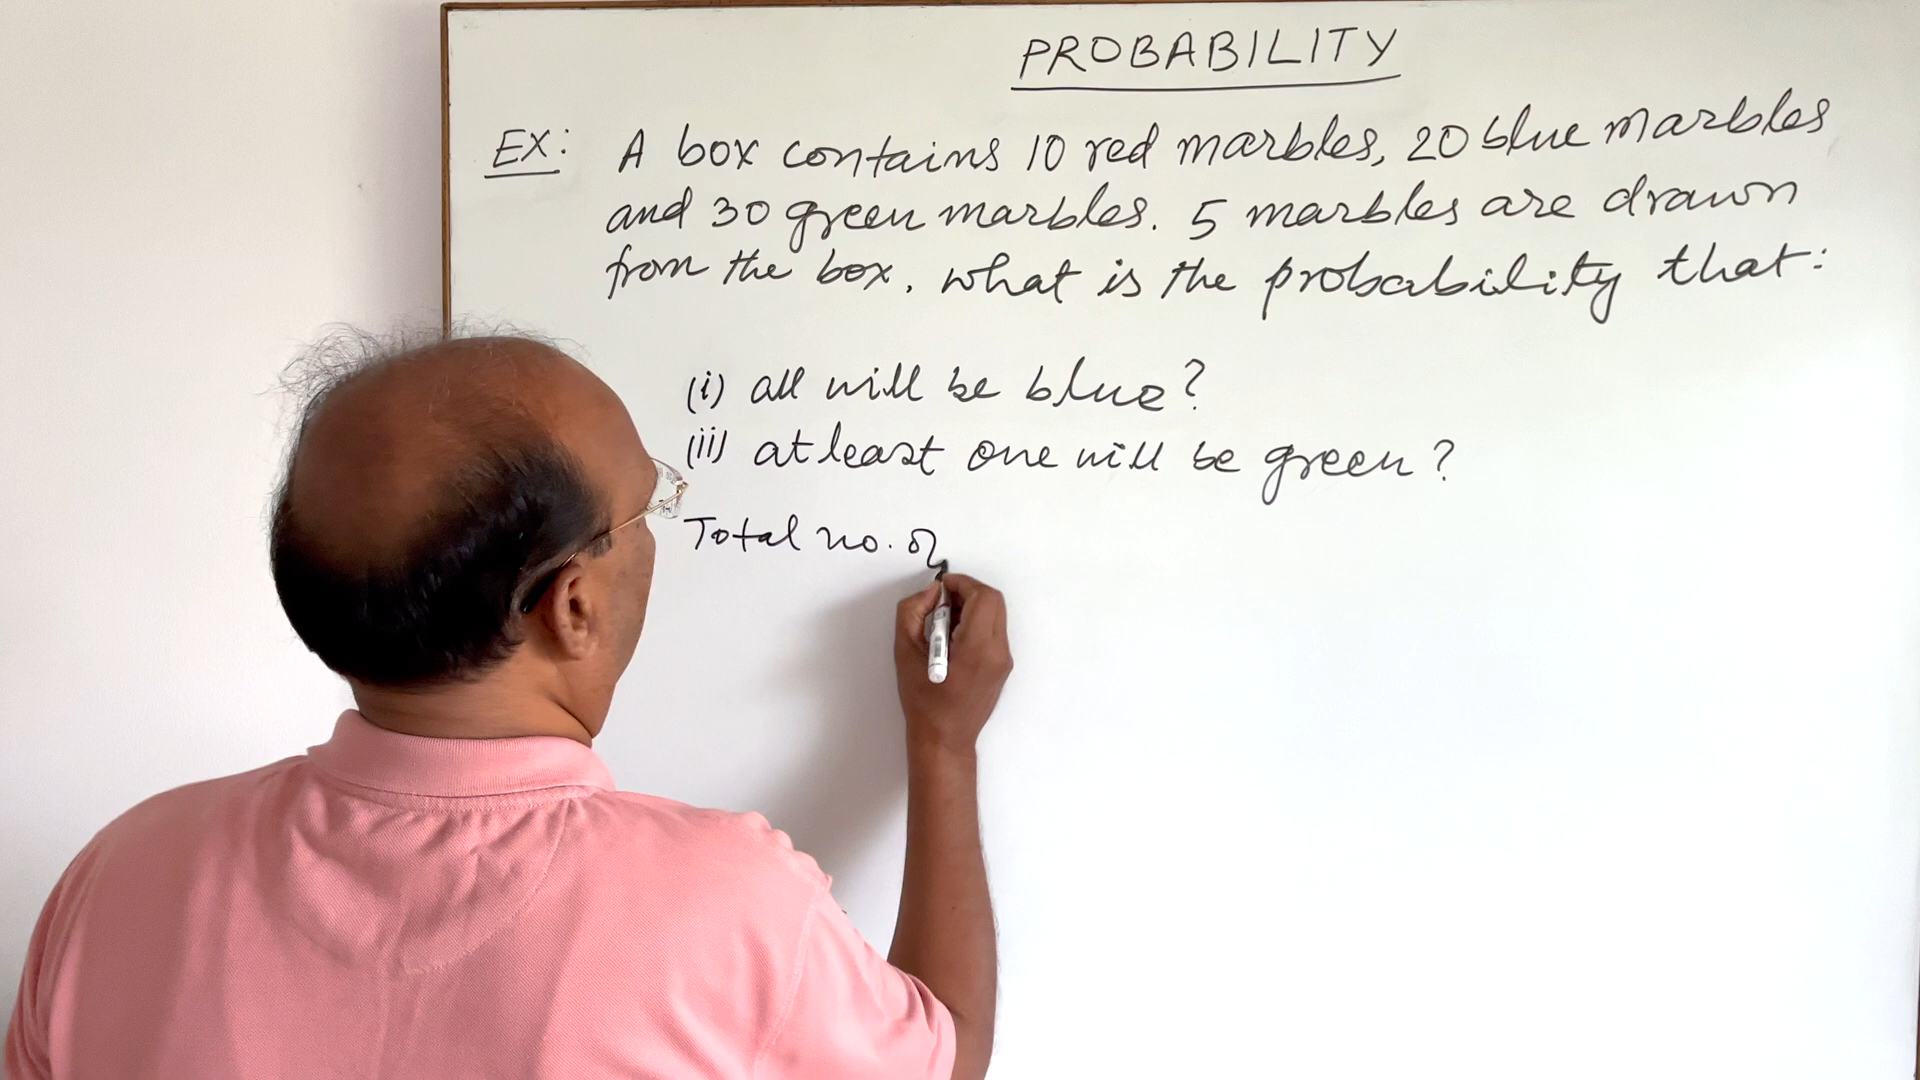 PROBABILITY
EX: A box contains 10 red marbles, 20 blue marbles
and 30 green marbles. 5 marbles are drawn
from the box, what is the probability that:
(i) all will be blue?
(ii) atleast one will be green?
Total no. of